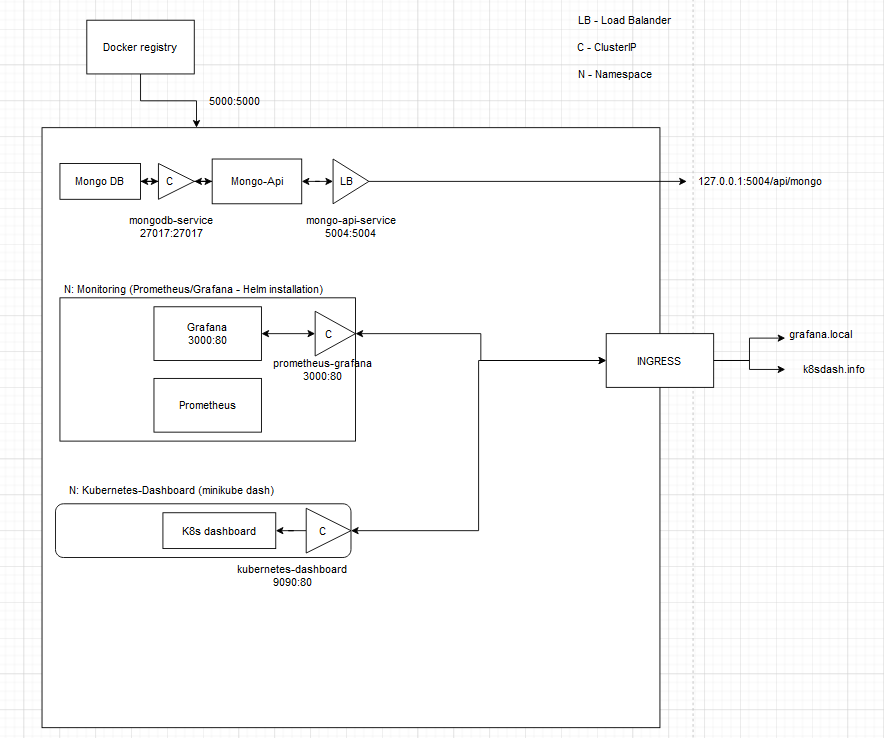 LB - Load Balander
Docker registry
C - ClusterIP
N - Namespace
5000:5000
Mongo DB
C
Mongo-Api
LB
127.0.0.1:5004/api/mongo
mongodb-service
27017:27017
mongo-api-service
5004:5004
N: Monitoring (Prometheus/Grafana - Helm installation)
Grafana
3000:80
C
prometheus-grafana
3000:80
Prometheus
INGRESS
grafana.local
k8sdash.info
N: Kubernetes-Dashboard (minikube dash)
K8s dashboard
C
kubernetes-dashboard
9090:80